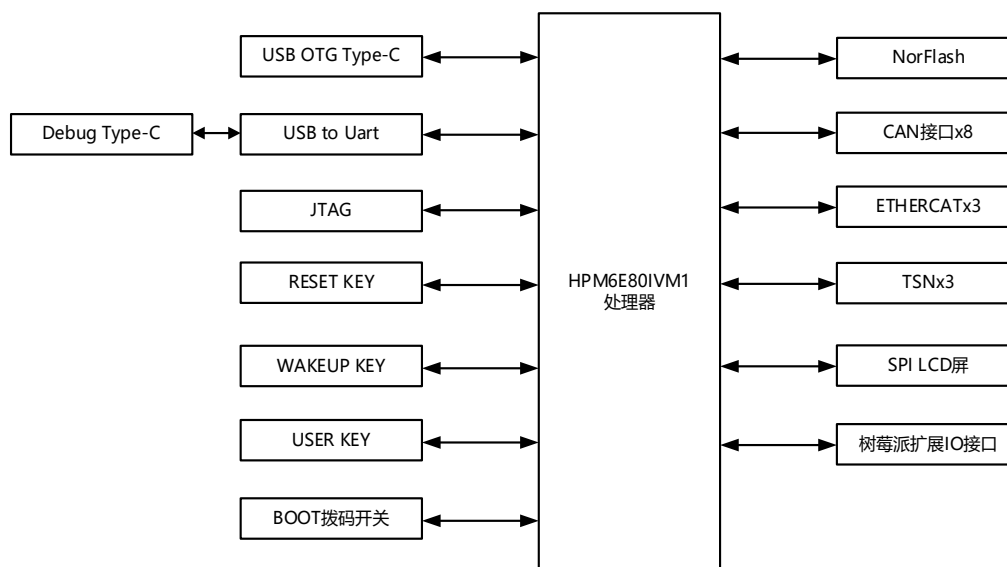 USB OTG Type-C
Debug Type-C
USB to Uart
JTAG
RESET KEY
WAKEUP KEY
USER KEY
BOOT拨码开关
HPM6E80IVM1
处理器
NorFlash
CAN接口x8
ETHERCATx3
TSNx3
SPI LCD屏
树莓派扩展IO接口